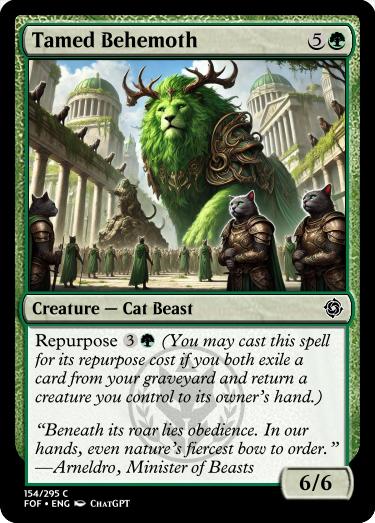 Tamed Behemoth 5
Creature — Cat Beast
Repurpose 3 (You may cast this spell
for its repurpose cost if you both exile a
card from your graveyard and return a
creature you control to its owner's hand.)
"Beneath its roar lies obedience. In our
hands, even nature's fiercest bow to order."
—Arneldro, Minister of Beasts
6/6
154/295 C
FOF • ENG ChatGPT